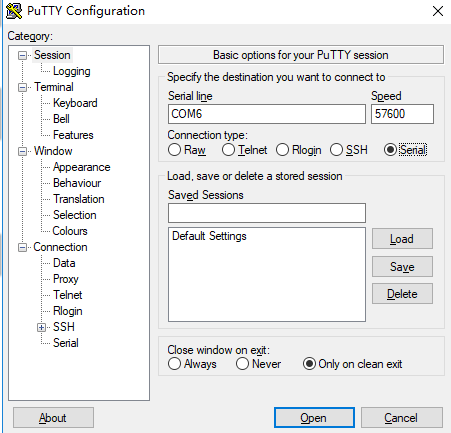 PuTTY Configuration
Category:
Session
Logging
Terminal
Keyboard
Bell
Features
Window
Appearance
Behaviour
Translation
Selection
Colours
Connection
Data
Proxy
Telnet
Rlogin
SSH
Serial
Basic options for your PuTTY session
Specify the destination you want to connect to
Serial line Speed
COM6 57600
Connection type:
Raw Telnet Rlogin SSH Serial
Load, save or delete a stored session
Saved Sessions
Default Settings
Load
Save
Delete
Close window on exit:
Always Never Only on clean exit
About Open Cancel